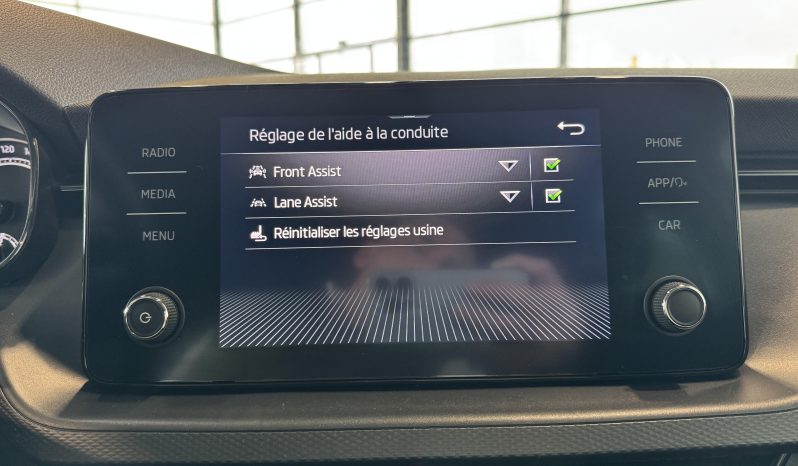 Réglage de l'aide à la conduite
Front Assist
Lane Assist
Réinitialiser les réglages usine
RADIO
MEDIA
MENU
PHONE
APP/
CAR
120